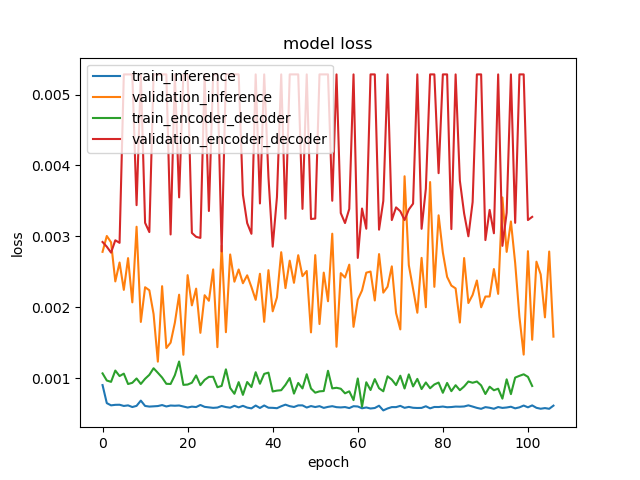 model loss
train_inference
validation_inference
train_encoder_decoder
validation_encoder_decoder
0.005
0.004
0.003
0.002
0.001
loss
0 20 40 60 80 100
epoch